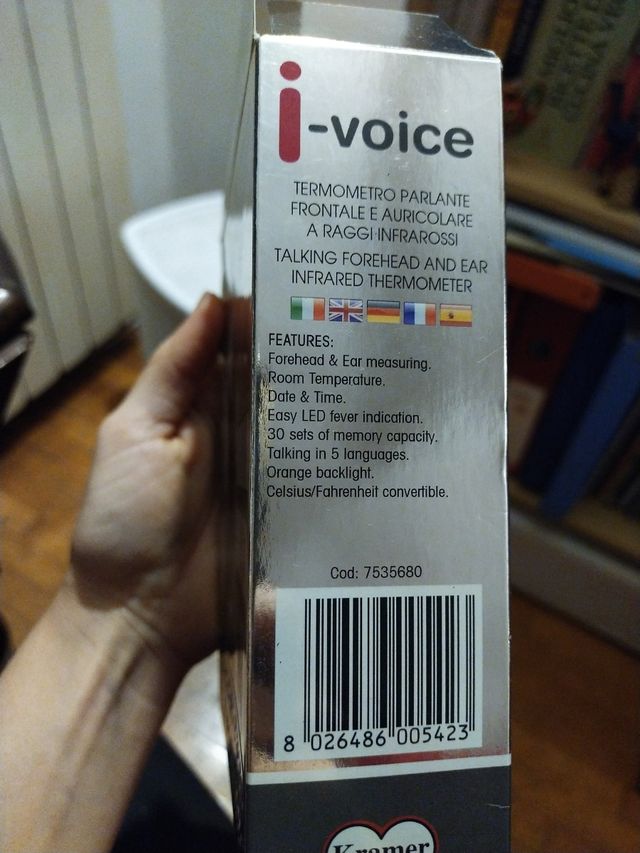 i-voice
TERMOMETRO PARLANTE
FRONTALE E AURICOLARE
A RAGGI INFRAROSSI
TALKING FOREHEAD AND EAR
INFRARED THERMOMETER
FEATURES:
Forehead & Ear measuring.
Room Temperature.
Date & Time.
Easy LED fever indication.
30 sets of memory capacity.
Talking in 5 languages.
Orange backlight.
Celsius/Fahrenheit convertible.
Cod: 7535680
8 026486 005423
Kramer